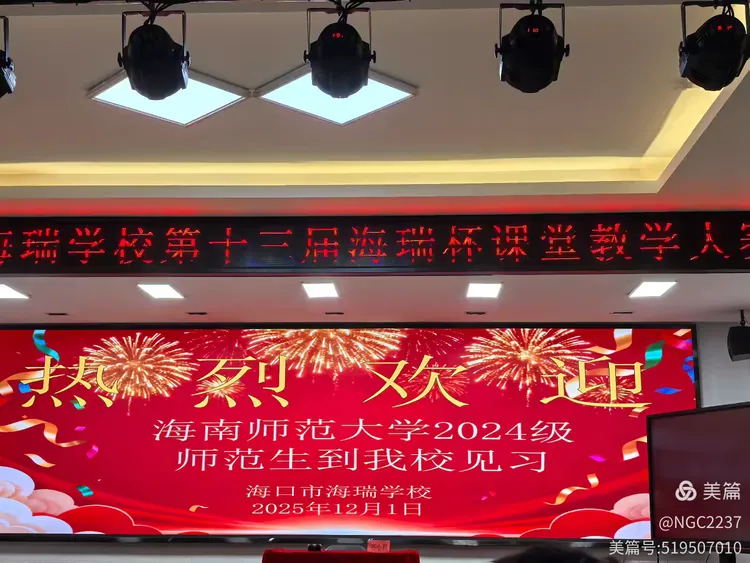 海瑞学校第十三届海瑞杯课堂教学大赛
热烈欢迎
海南师范大学2024级
师范生到我校见习
海口市海瑞学校
2025年12月1日
美篇
@NGC2237
美篇号:519507010